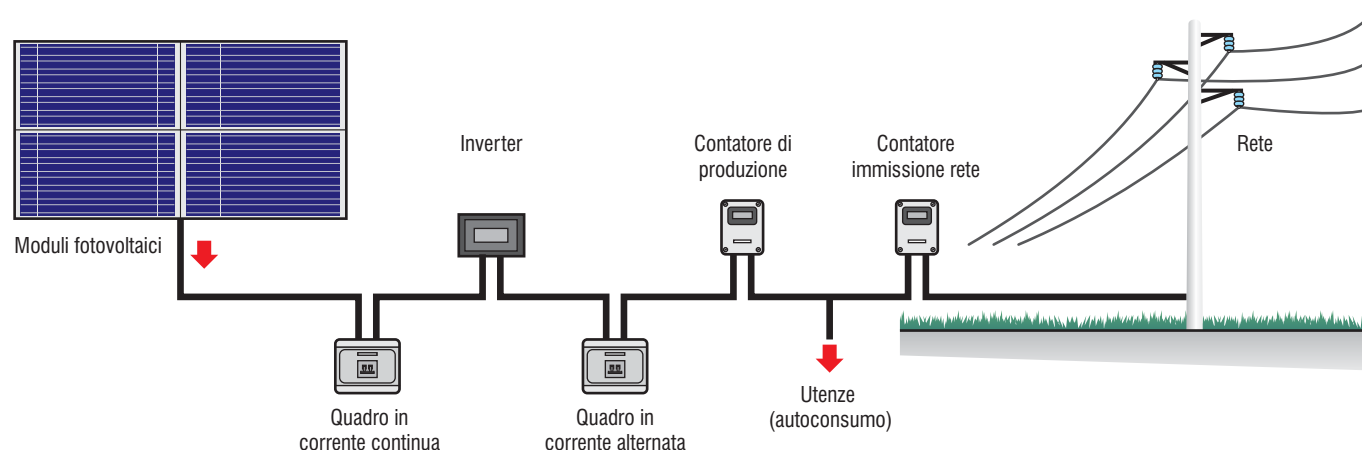 Inverter
Contatore di
produzione
Contatore
immissione rete
Rete
Moduli fotovoltaici
Quadro in
corrente continua
Quadro in
corrente alternata
Utenze
(autoconsumo)